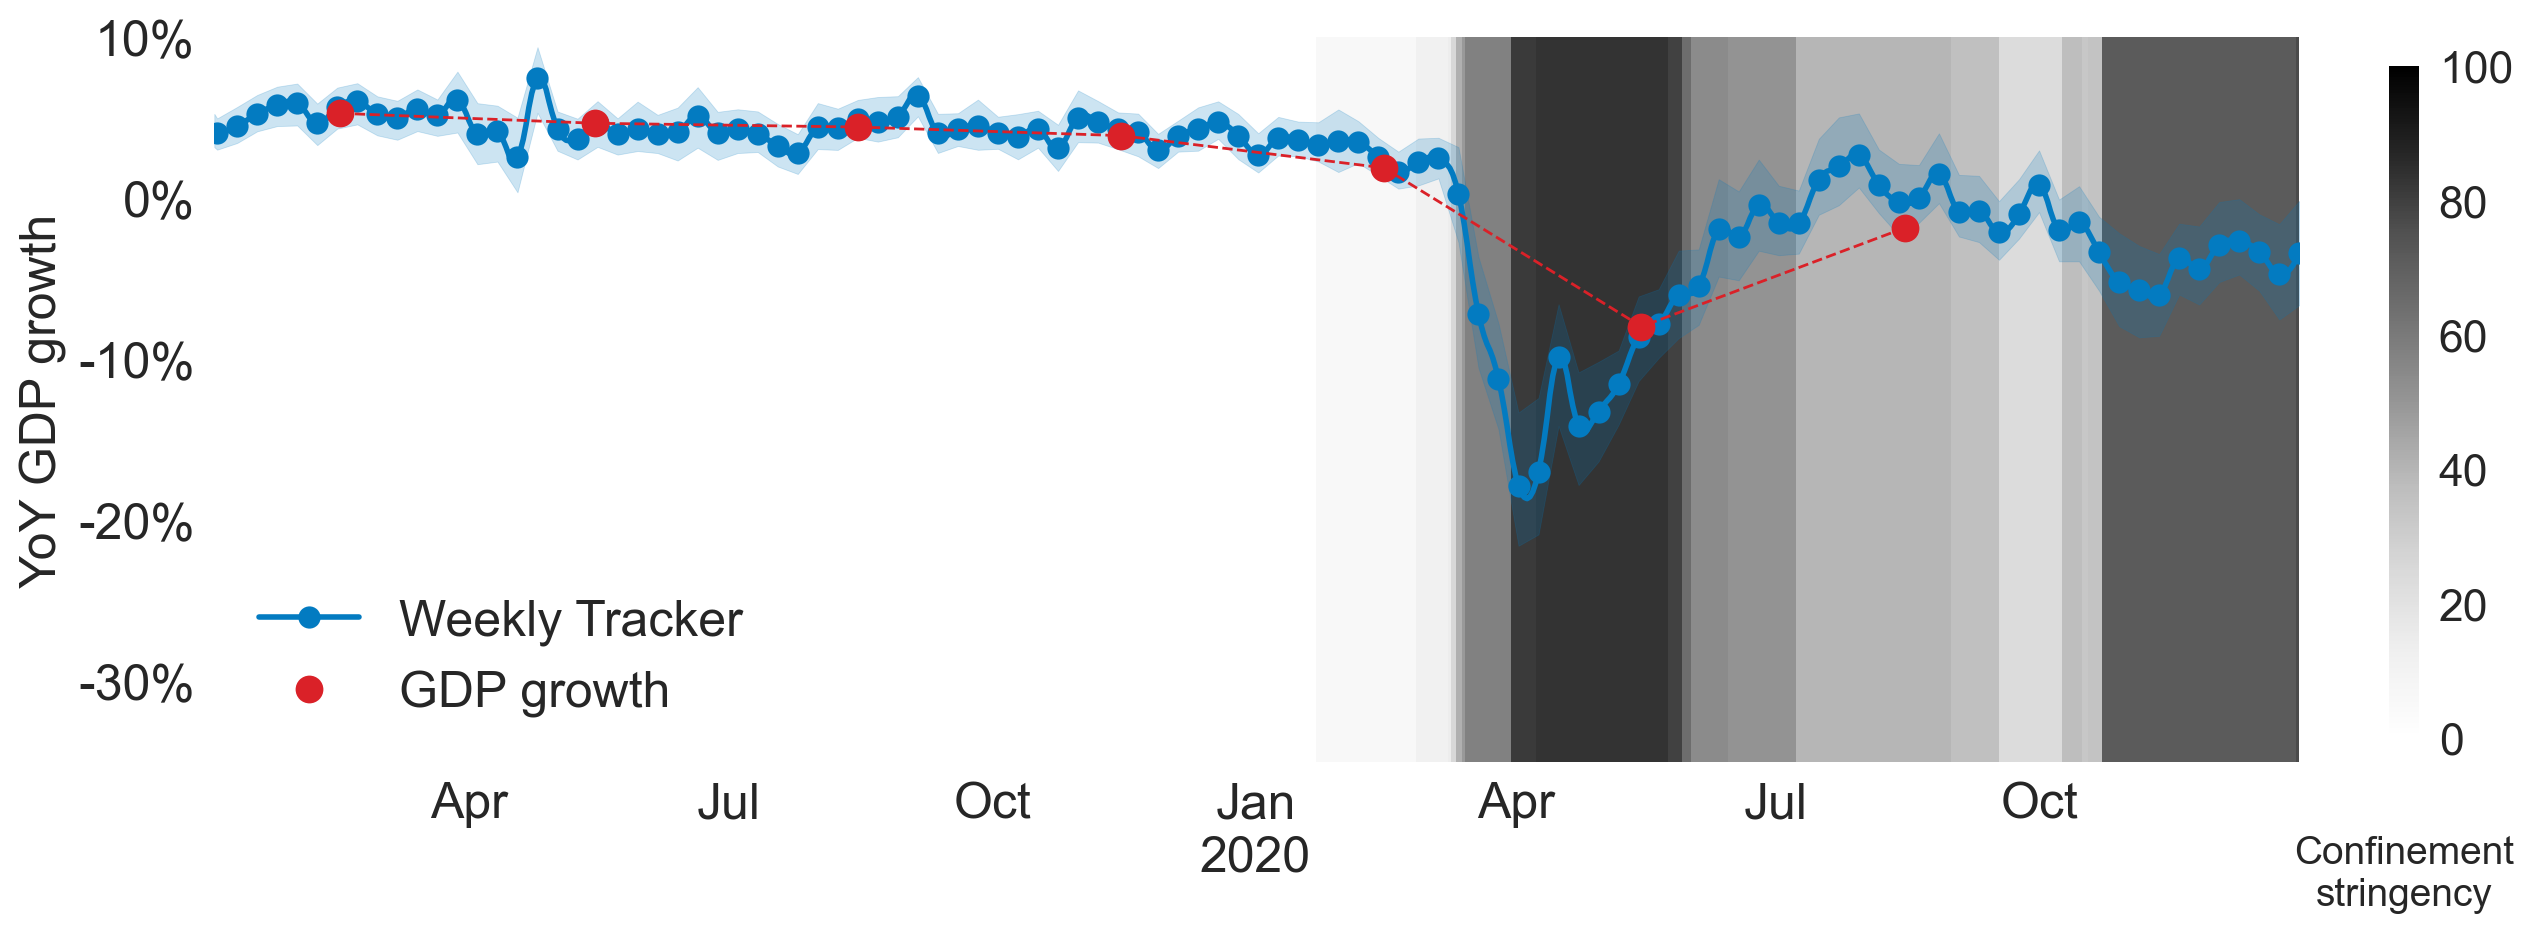 10%
0%
-10%
-20%
-30%
YoY GDP growth
Weekly Tracker
GDP growth
Apr
Jul
Oct
Jan
2020
Apr
Jul
Oct
100
80
60
40
20
0
Confinement
stringency